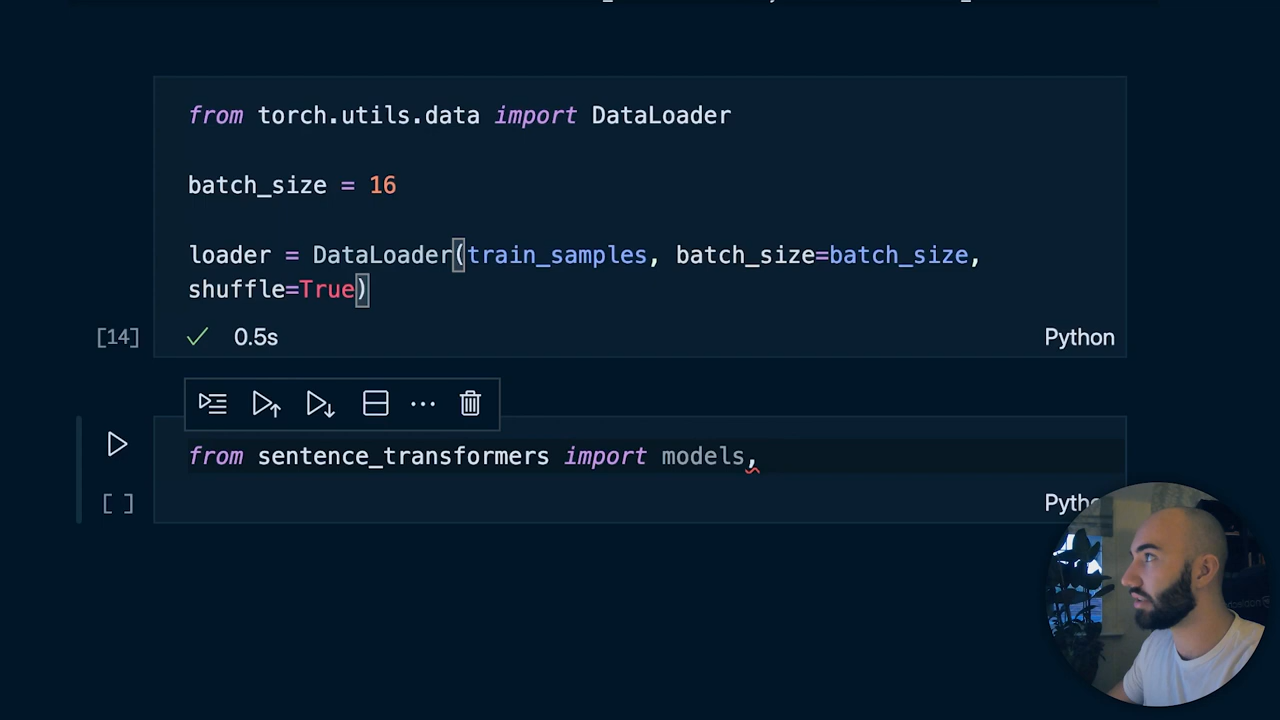 from torch.utils.data import DataLoader
batch_size = 16
loader = DataLoader(train_samples, batch_size=batch_size,
shuffle=True)
[14]
0.5s
Python
from sentence_transformers import models,
[ ]